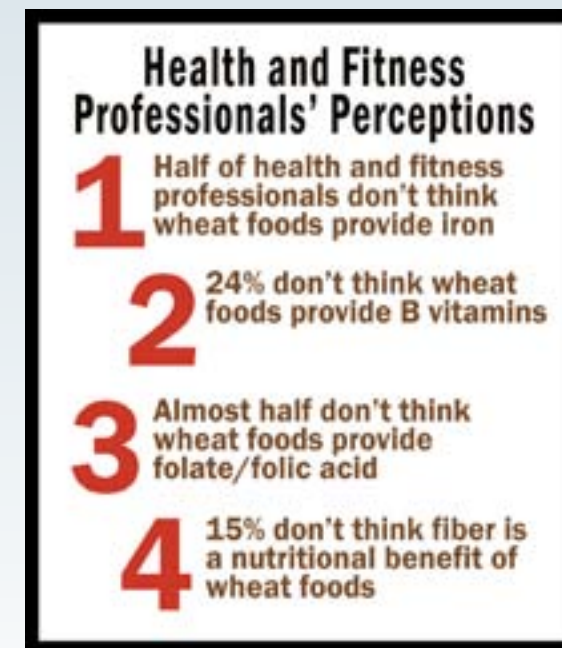 Health and Fitness
Professionals' Perceptions
1 Half of health and fitness
professionals don't think
wheat foods provide iron
2 24% don't think wheat
foods provide B vitamins
3 Almost half don't think
wheat foods provide
folate/folic acid
4 15% don't think fiber is
a nutritional benefit of
wheat foods